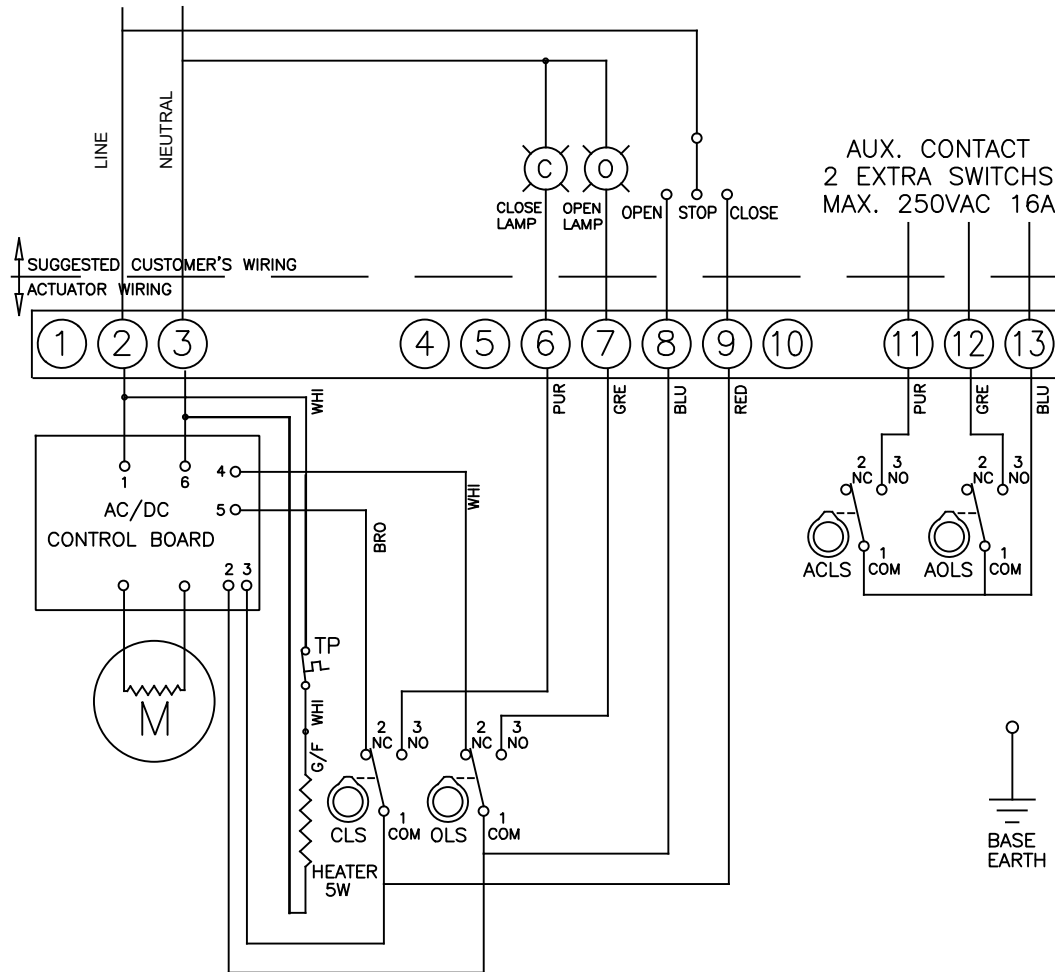 LINE
NEUTRAL
C
O
CLOSE
LAMP
OPEN
LAMP
OPEN
STOP
CLOSE
AUX. CONTACT
2 EXTRA SWITCHS
MAX. 250VAC 16A
SUGGESTED CUSTOMER'S WIRING
ACTUATOR WIRING
1 2 3 4 5 6 7 8 9 10 11 12 13
WHI
PUR
GRE
BLU
RED
PUR
GRE
BLU
1
6
4
5
AC/DC
CONTROL BOARD
2 3
WHI
BRO
2
NC
3
NO
2
NC
3
NO
1
COM
ACLS
1
COM
AOLS
TP
WHI
G/F
M
2
NC
3
NO
2
NC
3
NO
CLS
1
COM
OLS
1
COM
HEATER
5W
BASE
EARTH